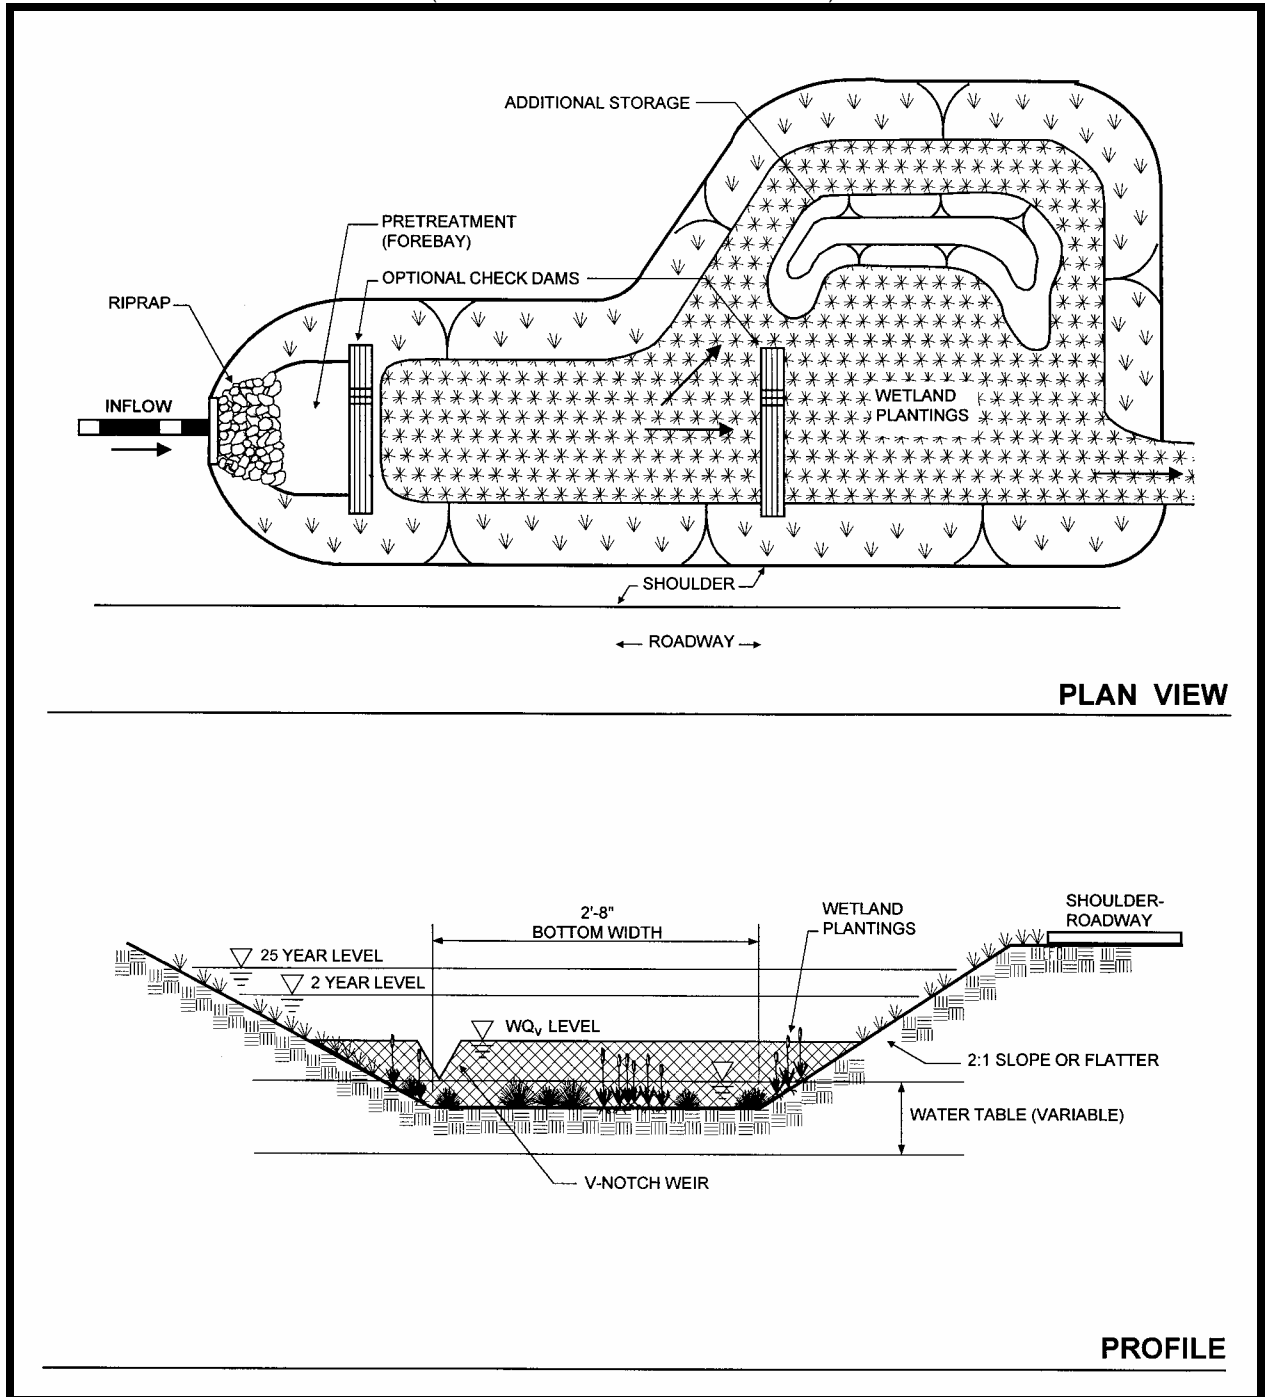 ADDITIONAL STORAGE
PRETREATMENT
(FOREBAY)
OPTIONAL CHECK DAMS
RIPRAP
INFLOW
WETLAND
PLANTINGS
SHOULDER
ROADWAY
PLAN VIEW
2'-8"
BOTTOM WIDTH
WETLAND
PLANTINGS
SHOULDER-
ROADWAY
25 YEAR LEVEL
2 YEAR LEVEL
WQv LEVEL
2:1 SLOPE OR FLATTER
WATER TABLE (VARIABLE)
V-NOTCH WEIR
PROFILE